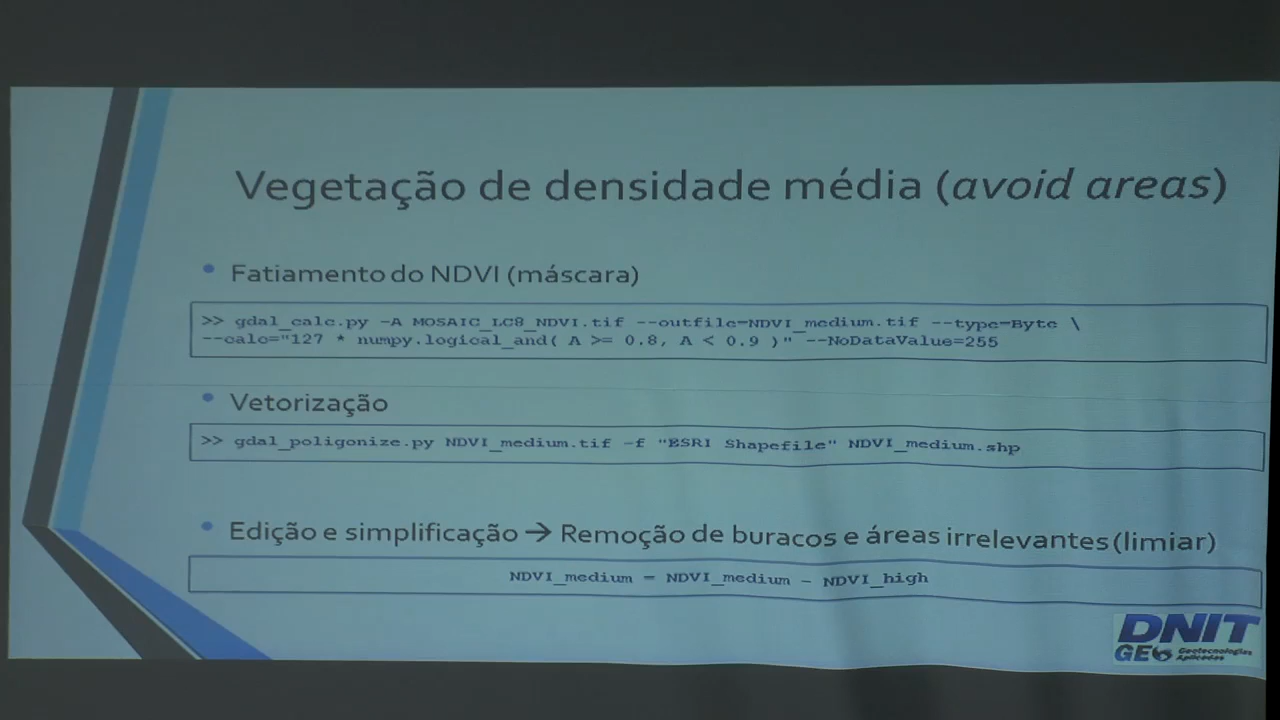 Vegetação de densidade média (avoid areas)
• Fatiamento do NDVI (máscara)
>> gdal_calc.py -A MOSAIC_LC8_NDVI.tif --outfile=NDVI_medium.tif --type=Byte \
--calc="127 * numpy.logical_and( A >= 0.8, A < 0.9 )" --NoDataValue=255
• Vetorização
>> gdal_poligonize.py NDVI_medium.tif -f "ESRI Shapefile" NDVI_medium.shp
• Edição e simplificação → Remoção de buracos e áreas irrelevantes (limiar)
NDVI_medium = NDVI_medium - NDVI_high
DNIT
GEO Geotecnologias
Aplicadas